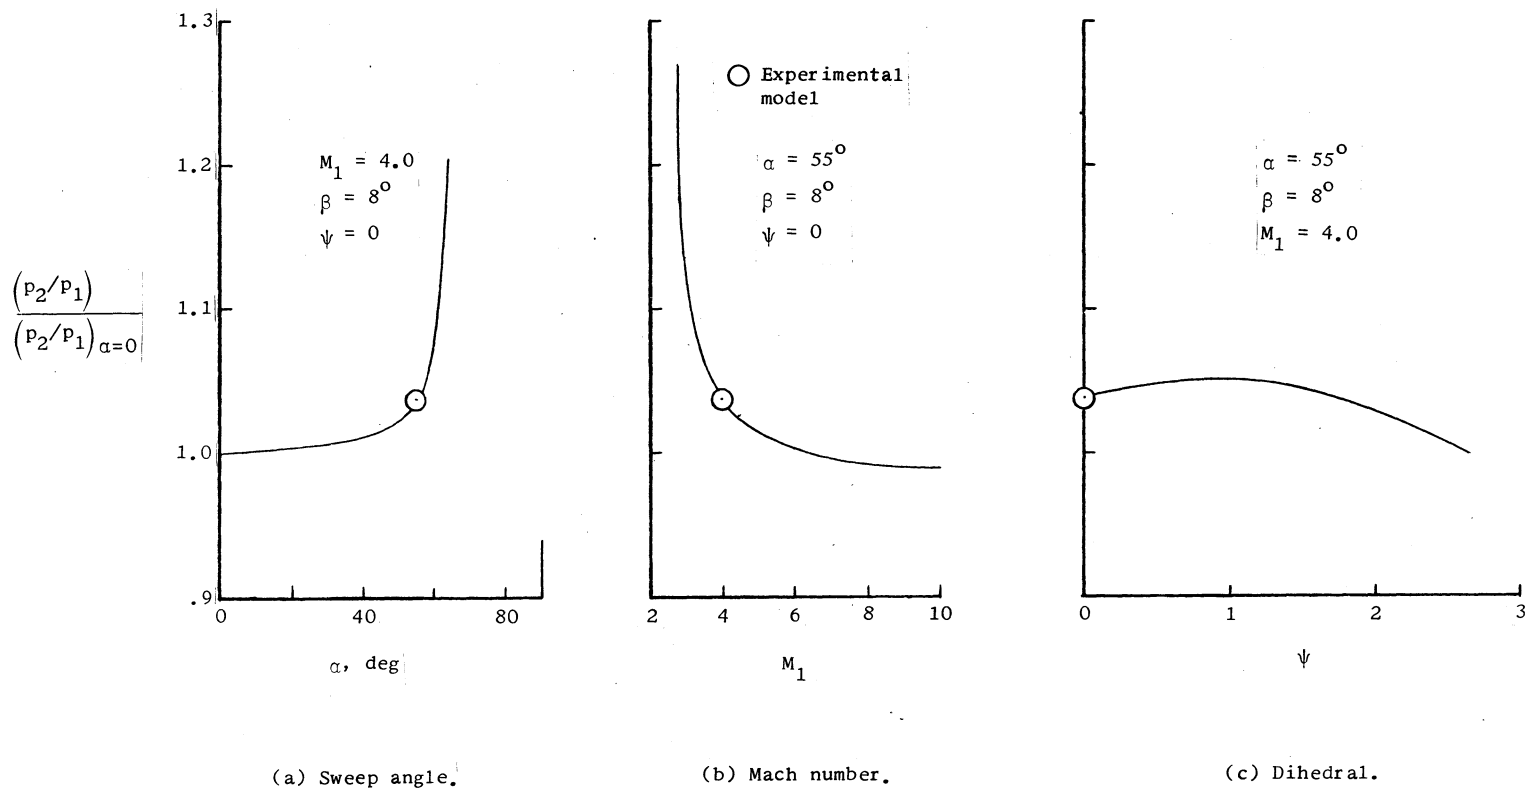 1.3
1.2
1.1
1.0
.9
(p2/p1)
(p2/p1)α=0
M1 = 4.0
β = 8°
ψ = 0
0 40 80
α, deg
(a) Sweep angle.
Experimental
model
α = 55°
β = 8°
ψ = 0
2 4 6 8 10
M1
(b) Mach number.
α = 55°
β = 8°
M1 = 4.0
0 1 2 3
ψ
(c) Dihedral.